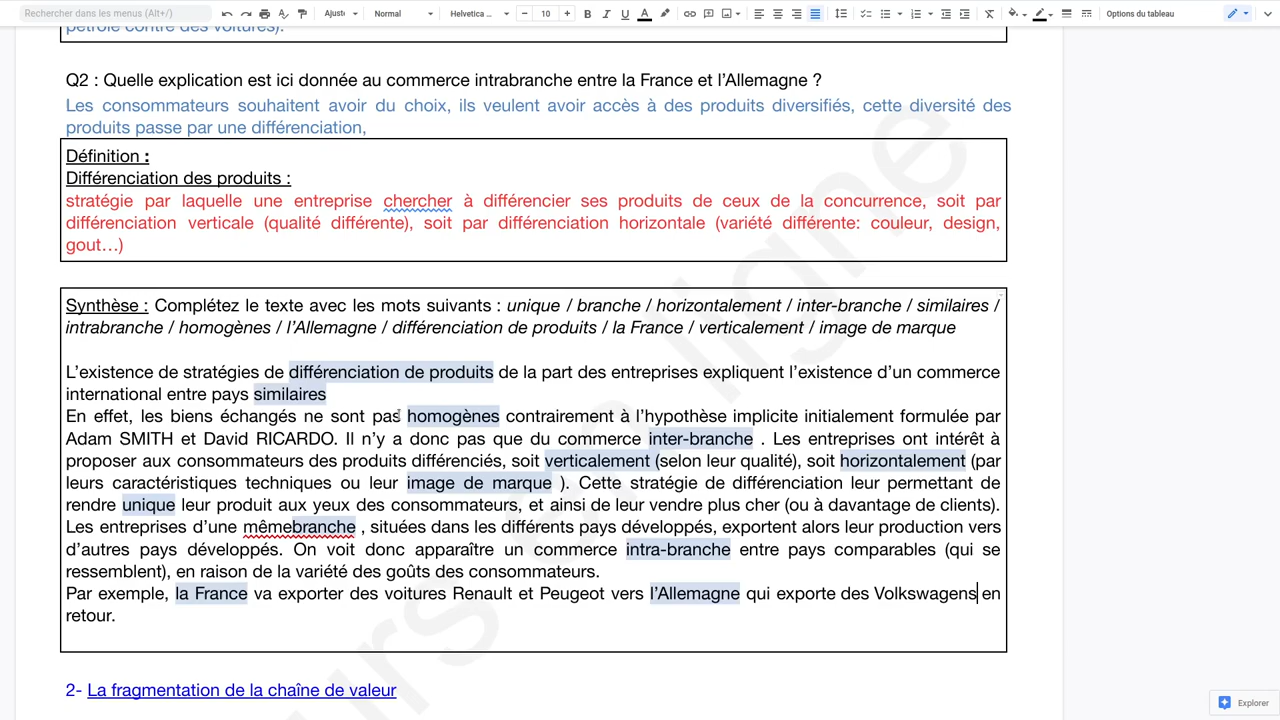 Rechercher dans les menus (Alt+/)
Ajuste
Normal
Helvetica ...
10
Options du tableau
pétrole contre des voitures).
Q2 : Quelle explication est ici donnée au commerce intrabranche entre la France et l’Allemagne ?
Les consommateurs souhaitent avoir du choix, ils veulent avoir accès à des produits diversifiés, cette diversité des
produits passe par une différenciation,
Définition :
Différenciation des produits :
stratégie par laquelle une entreprise chercher à différencier ses produits de ceux de la concurrence, soit par
différenciation verticale (qualité différente), soit par différenciation horizontale (variété différente: couleur, design,
gout…)
Synthèse : Complétez le texte avec les mots suivants : unique / branche / horizontalement / inter-branche / similaires /
intrabranche / homogènes / l’Allemagne / différenciation de produits / la France / verticalement / image de marque
L’existence de stratégies de différenciation de produits de la part des entreprises expliquent l’existence d’un commerce
international entre pays similaires
En effet, les biens échangés ne sont pas homogènes contrairement à l’hypothèse implicite initialement formulée par
Adam SMITH et David RICARDO. Il n’y a donc pas que du commerce inter-branche . Les entreprises ont intérêt à
proposer aux consommateurs des produits différenciés, soit verticalement (selon leur qualité), soit horizontalement (par
leurs caractéristiques techniques ou leur image de marque ). Cette stratégie de différenciation leur permettant de
rendre unique leur produit aux yeux des consommateurs, et ainsi de leur vendre plus cher (ou à davantage de clients).
Les entreprises d’une mêmebranche , situées dans les différents pays développés, exportent alors leur production vers
d’autres pays développés. On voit donc apparaître un commerce intra-branche entre pays comparables (qui se
ressemblent), en raison de la variété des goûts des consommateurs.
Par exemple, la France va exporter des voitures Renault et Peugeot vers l’Allemagne qui exporte des Volkswagens en
retour.
2- La fragmentation de la chaîne de valeur
Explorer